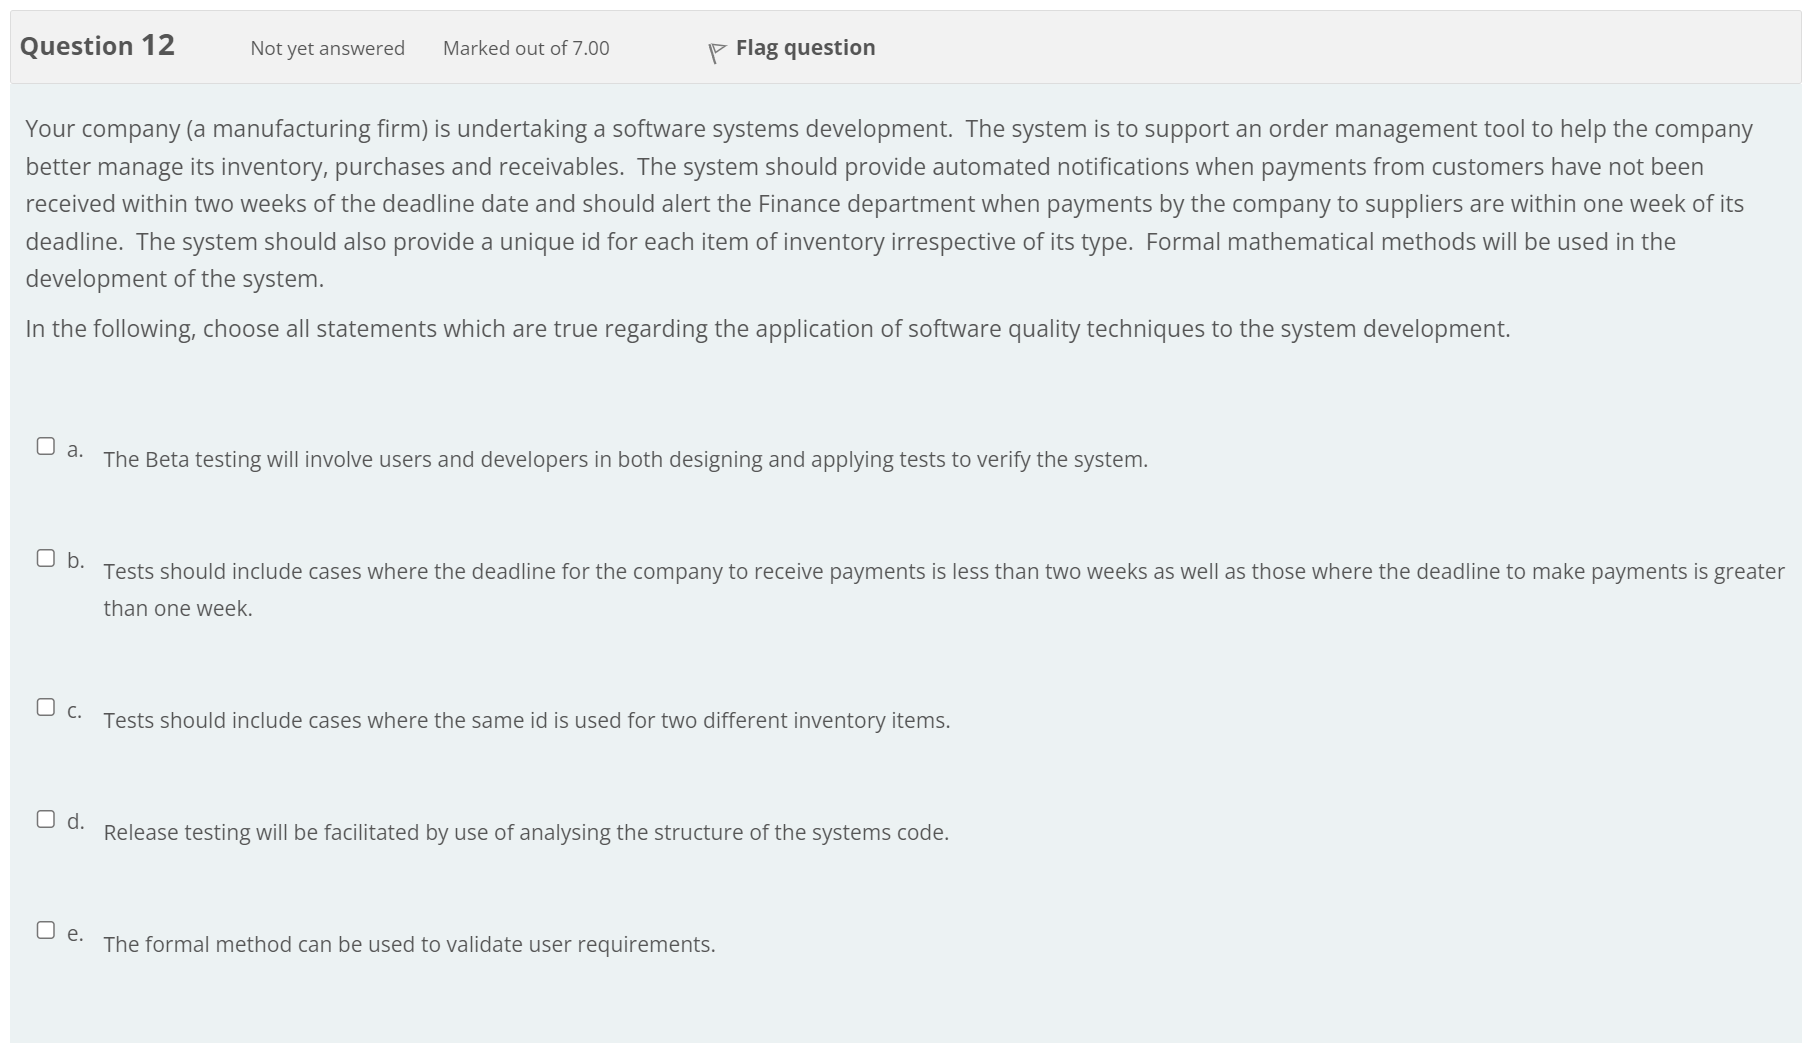 Question 12 Not yet answered Marked out of 7.00 Flag question
Your company (a manufacturing firm) is undertaking a software systems development.  The system is to support an order management tool to help the company
better manage its inventory, purchases and receivables.  The system should provide automated notifications when payments from customers have not been
received within two weeks of the deadline date and should alert the Finance department when payments by the company to suppliers are within one week of its
deadline.  The system should also provide a unique id for each item of inventory irrespective of its type.  Formal mathematical methods will be used in the
development of the system.
In the following, choose all statements which are true regarding the application of software quality techniques to the system development.
a. The Beta testing will involve users and developers in both designing and applying tests to verify the system.
b. Tests should include cases where the deadline for the company to receive payments is less than two weeks as well as those where the deadline to make payments is greater
than one week.
c. Tests should include cases where the same id is used for two different inventory items.
d. Release testing will be facilitated by use of analysing the structure of the systems code.
e. The formal method can be used to validate user requirements.